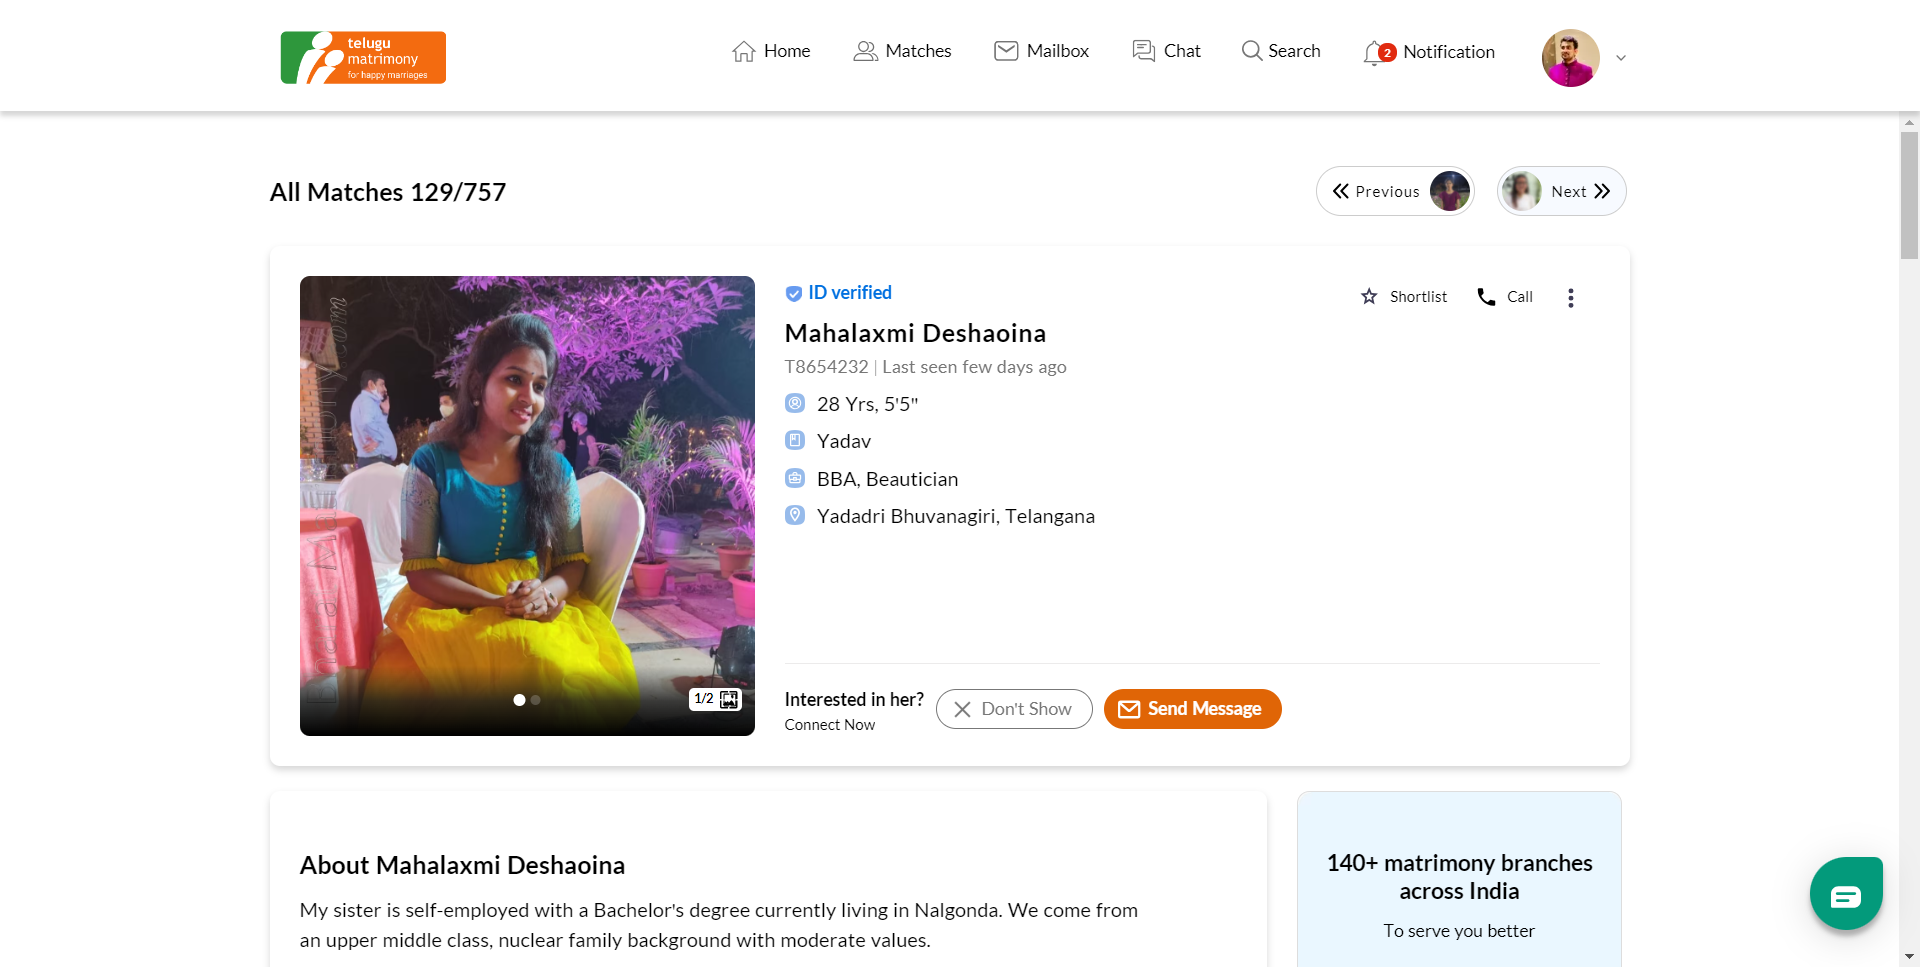 telugu
matrimony
for happy marriages
Home
Matches
Mailbox
Chat
Search
2
Notification
All Matches 129/757
Previous
Next
ID verified
Shortlist
Call
Mahalaxmi Deshaoina
T8654232 | Last seen few days ago
28 Yrs, 5'5"
Yadav
BBA, Beautician
Yadadri Bhuvanagiri, Telangana
1/2
Interested in her?
Connect Now
Don't Show
Send Message
About Mahalaxmi Deshaoina
My sister is self-employed with a Bachelor's degree currently living in Nalgonda. We come from
an upper middle class, nuclear family background with moderate values.
140+ matrimony branches
across India
To serve you better